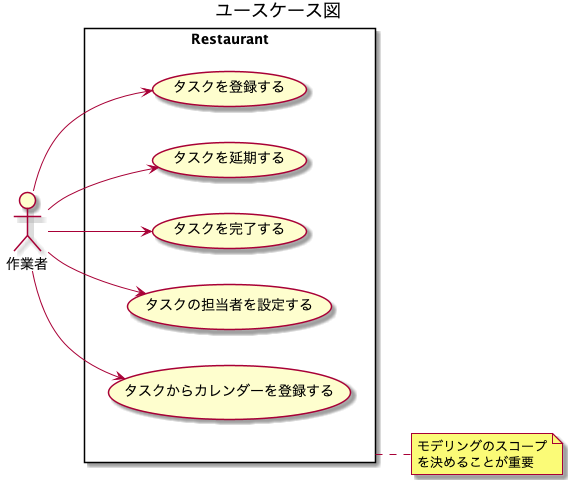 ユースケース図
Restaurant
タスクを登録する
タスクを延期する
タスクを完了する
作業者
タスクの担当者を設定する
タスクからカレンダーを登録する
モデリングのスコープ
を決めることが重要